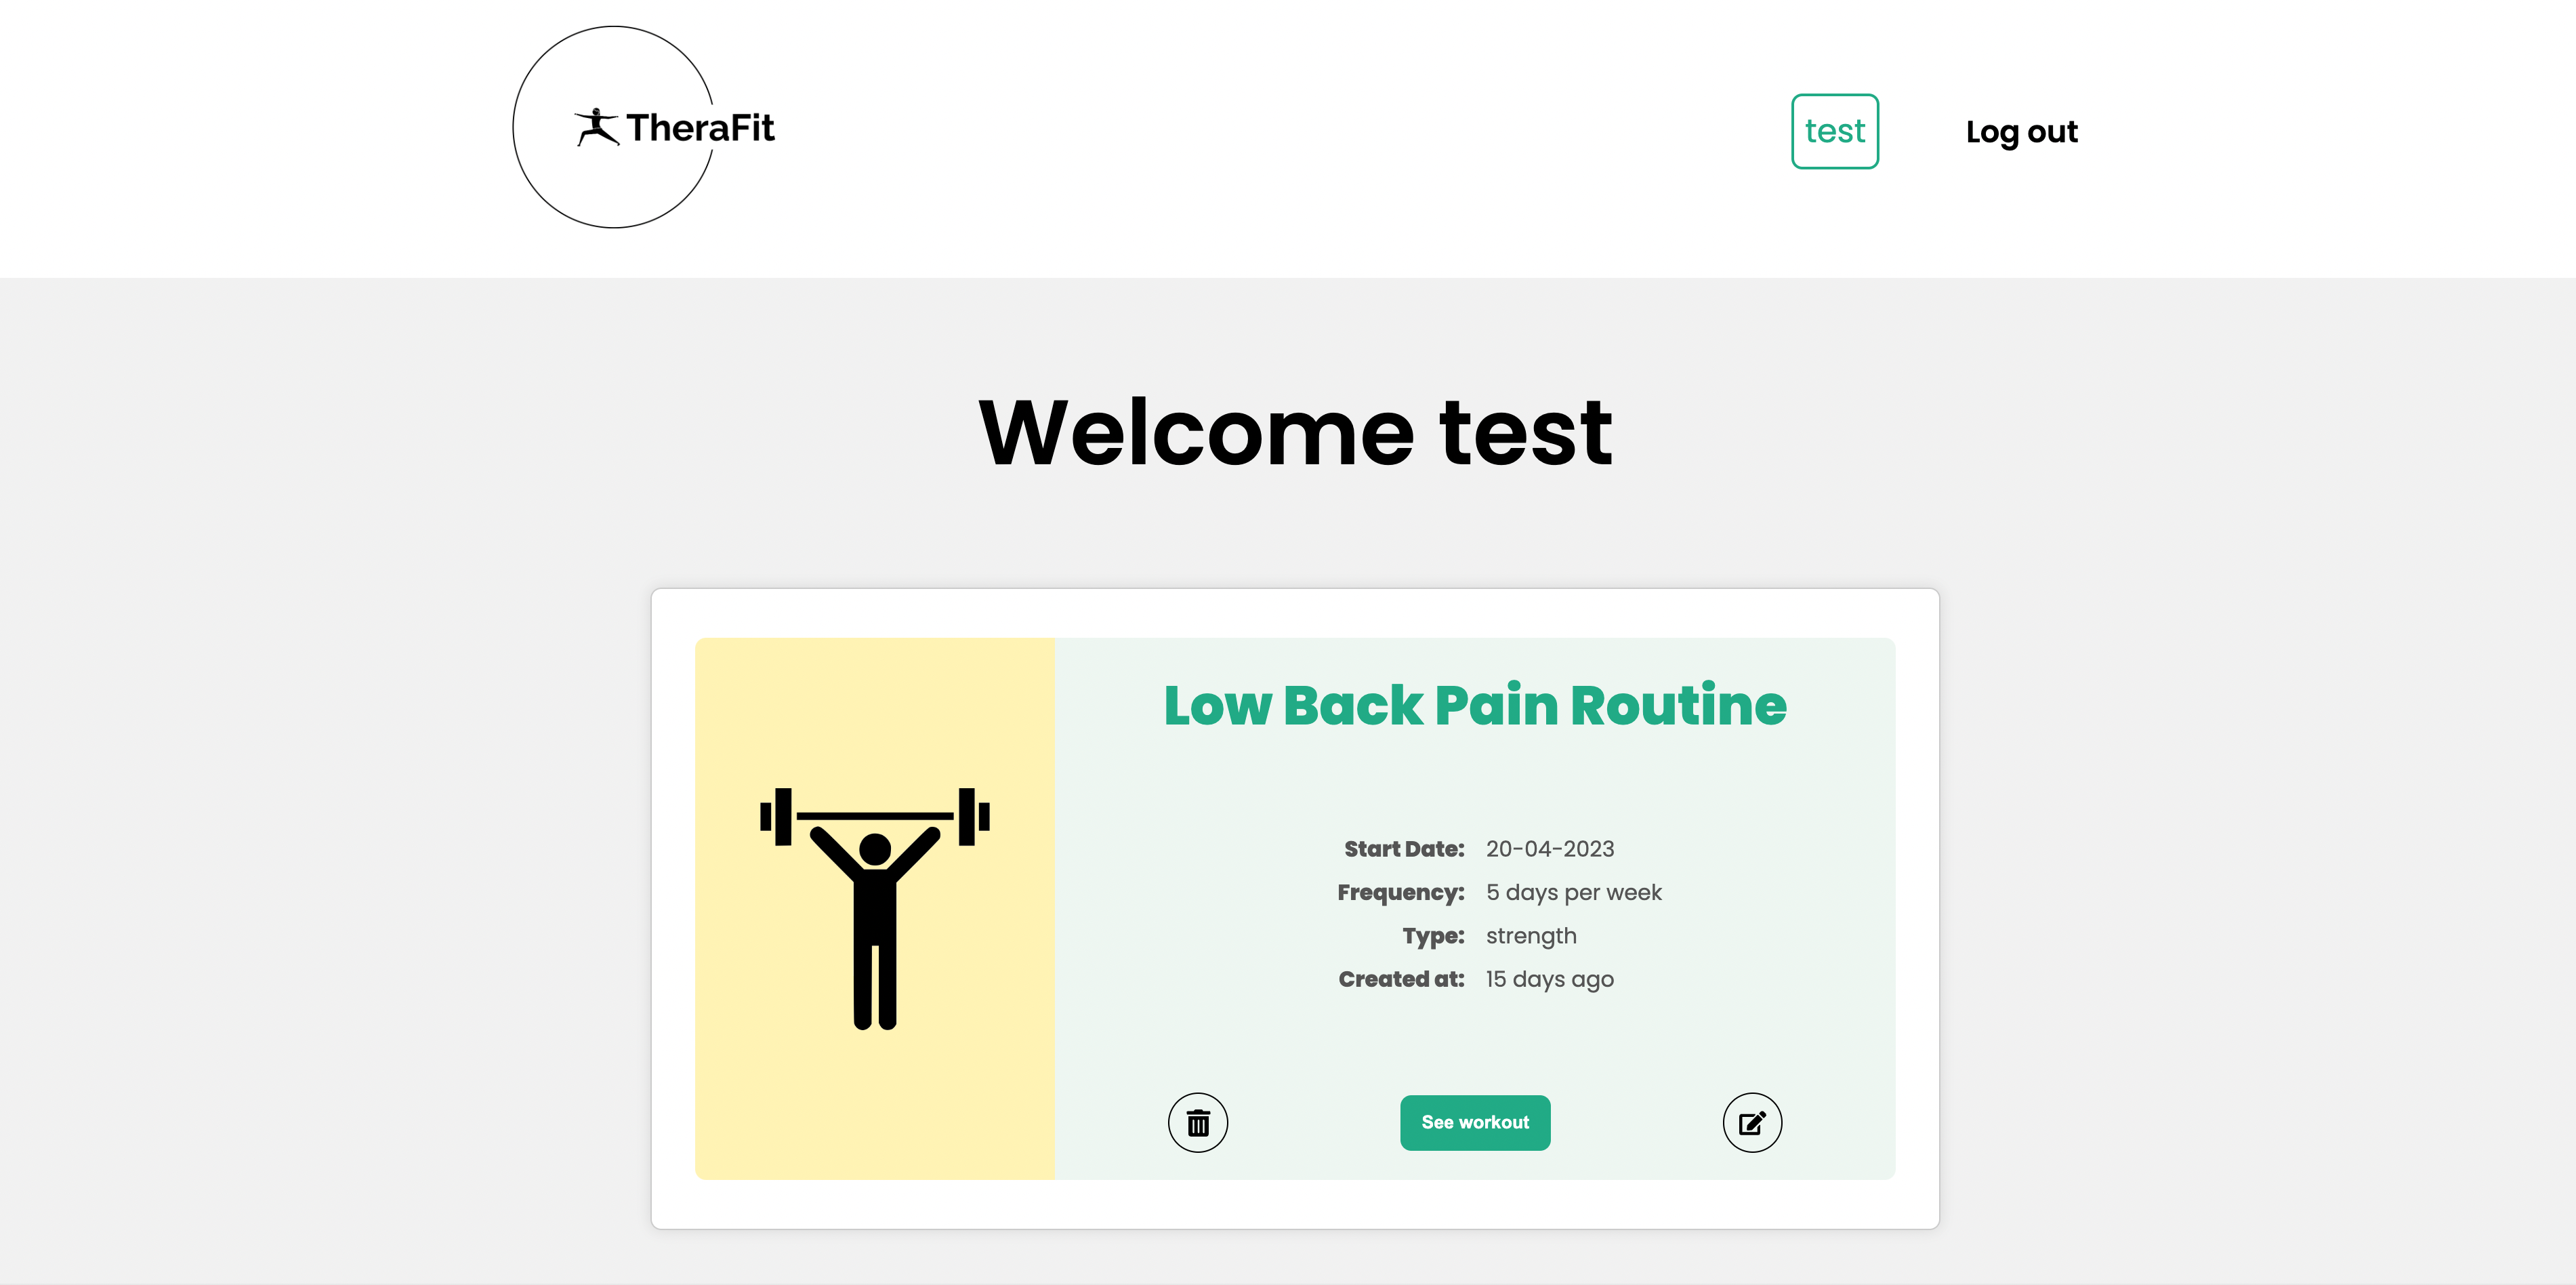 TheraFit
test
Log out
Welcome test
Low Back Pain Routine
Start Date: 20-04-2023
Frequency: 5 days per week
Type: strength
Created at: 15 days ago
See workout